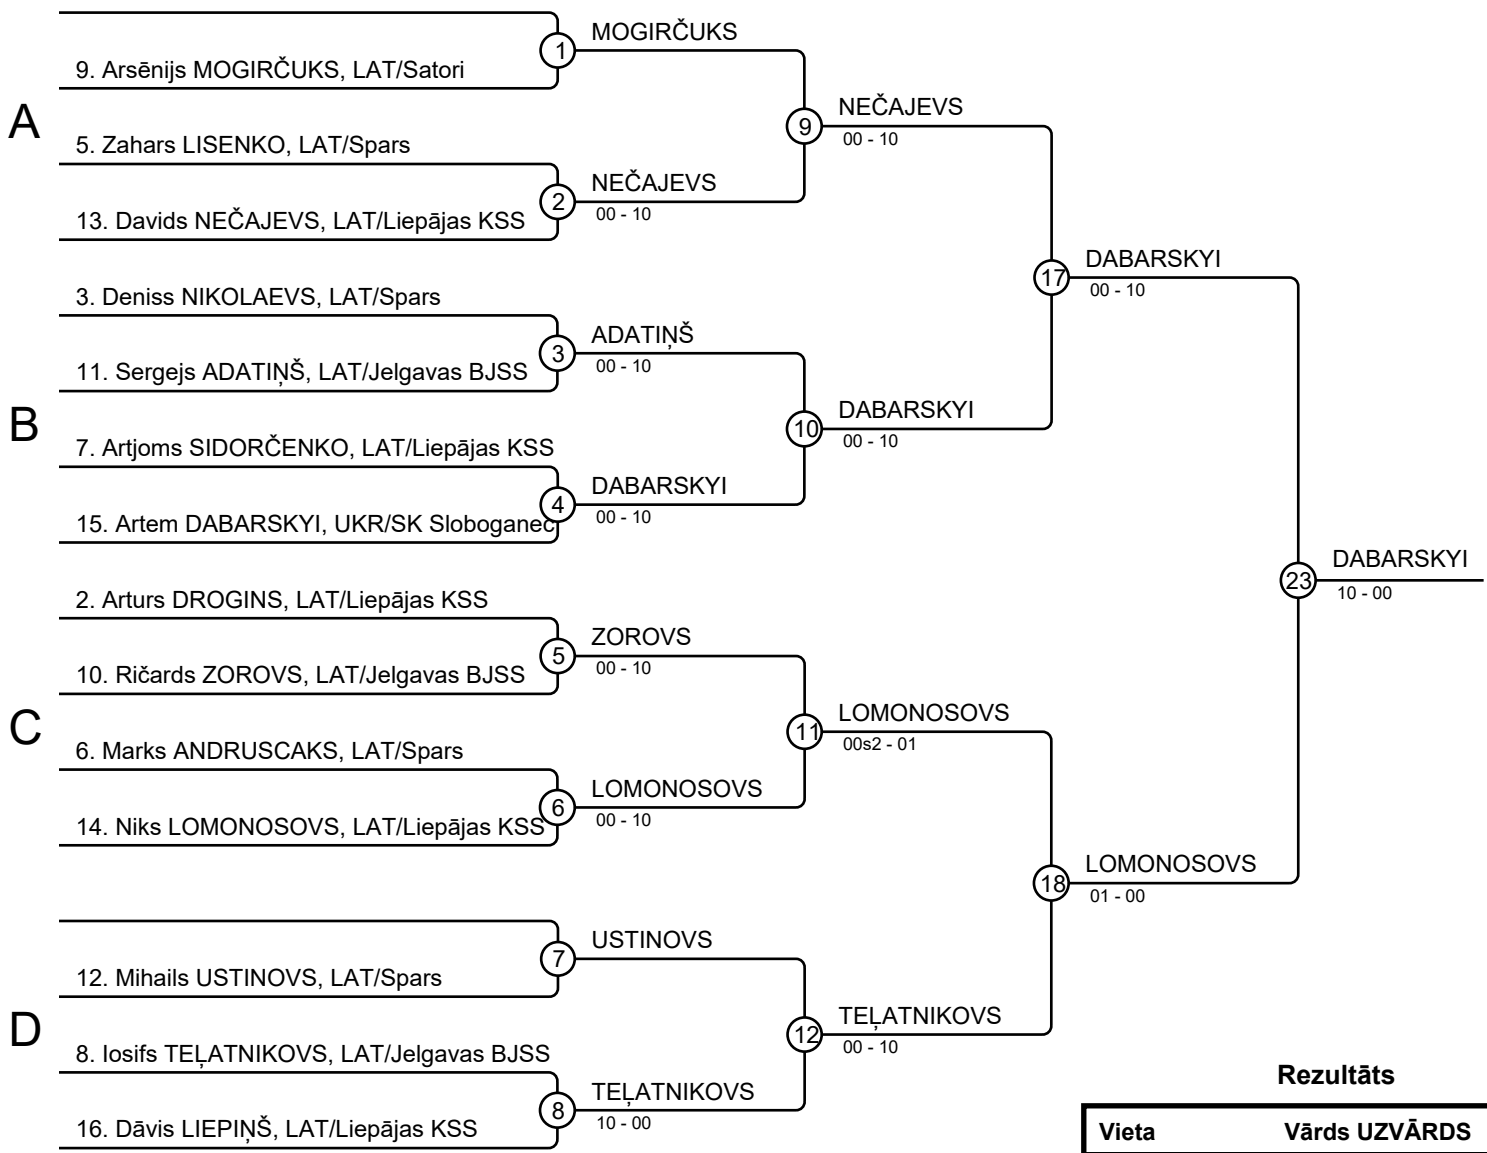 MOGIRČUKS
1
9. Arsēnijs MOGIRČUKS, LAT/Satori
A
NEČAJEVS
9
00 - 10
5. Zahars LISENKO, LAT/Spars
NEČAJEVS
2
00 - 10
13. Davids NEČAJEVS, LAT/Liepājas KSS
DABARSKYI
17
00 - 10
3. Deniss NIKOLAEVS, LAT/Spars
ADATIŅŠ
3
00 - 10
11. Sergejs ADATIŅŠ, LAT/Jelgavas BJSS
B
DABARSKYI
10
00 - 10
7. Artjoms SIDORČENKO, LAT/Liepājas KSS
DABARSKYI
4
00 - 10
15. Artem DABARSKYI, UKR/SK Sloboganec
DABARSKYI
23
10 - 00
2. Arturs DROGINS, LAT/Liepājas KSS
ZOROVS
5
00 - 10
10. Ričards ZOROVS, LAT/Jelgavas BJSS
C
LOMONOSOVS
11
00s2 - 01
6. Marks ANDRUSCAKS, LAT/Spars
LOMONOSOVS
6
00 - 10
14. Niks LOMONOSOVS, LAT/Liepājas KSS
LOMONOSOVS
18
01 - 00
USTINOVS
7
12. Mihails USTINOVS, LAT/Spars
D
TEĻATNIKOVS
12
00 - 10
8. Iosifs TEĻATNIKOVS, LAT/Jelgavas BJSS
TEĻATNIKOVS
8
10 - 00
16. Dāvis LIEPIŅŠ, LAT/Liepājas KSS
Rezultāts
Vieta Vārds UZVĀRDS